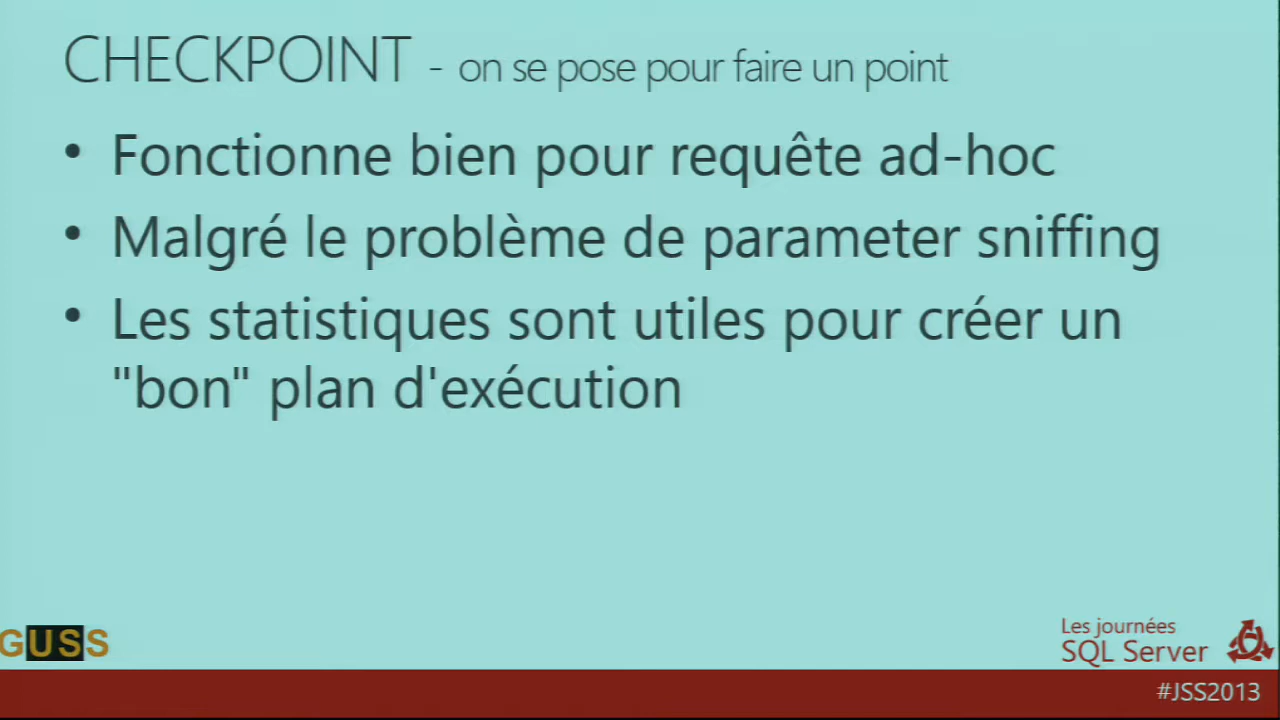 CHECKPOINT - on se pose pour faire un point
• Fonctionne bien pour requête ad-hoc
• Malgré le problème de parameter sniffing
• Les statistiques sont utiles pour créer un
"bon" plan d'exécution
GUSS
Les journées
SQL Server
#JSS2013